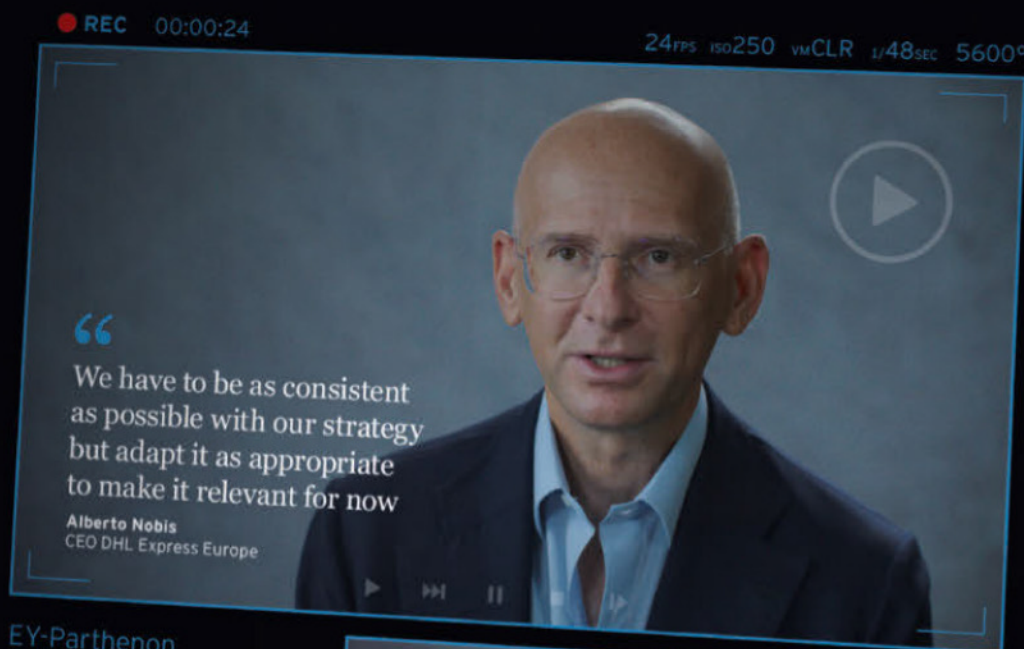 REC 00:00:24
24FPS ISO250 VMCLR 1/48SEC 5600°
“
We have to be as consistent
as possible with our strategy
but adapt it as appropriate
to make it relevant for now
Alberto Nobis
CEO DHL Express Europe
EY-Parthenon